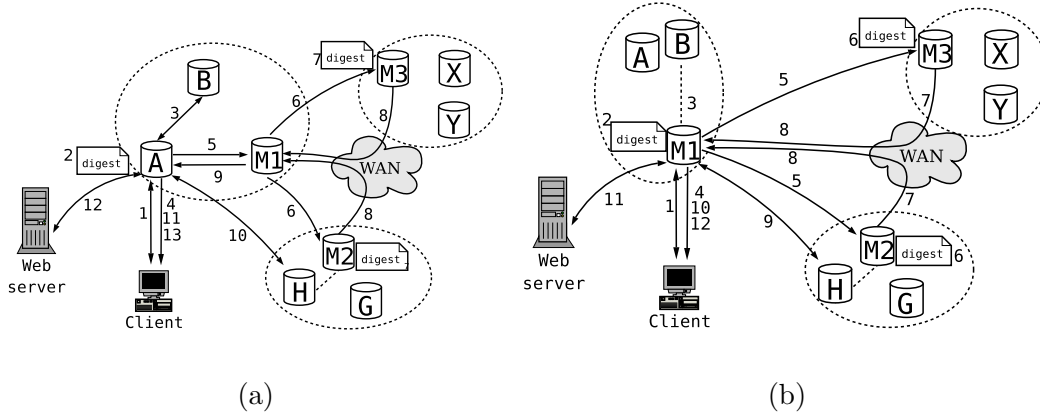 B
3
2
digest
A
5
9
M1
12
1
4
11
13
Web
server
Client
10
7
digest
M3
6
8
X
Y
WAN
6
8
M2
digest
H
G
(a)
A
B
3
2
digest
M1
11
1
4
10
12
Web
server
Client
5
6
digest
M3
X
Y
7
8
8
WAN
5
7
9
M2
digest
6
H
G
(b)